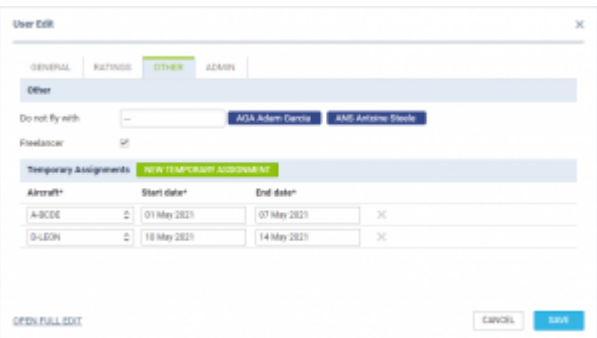 User Edit
GENERAL RATINGS OTHER ADMIN
Other
Do not fly with -- AGA Adam Garcia ANS Antoine Steele
Freelancer
Temporary Assignments NEW TEMPORARY ASSIGNMENT
Aircraft* Start date* End date*
A-BCDE 01 May 2021 07 May 2021
D-LEON 10 May 2021 14 May 2021
OPEN FULL EDIT CANCEL SAVE